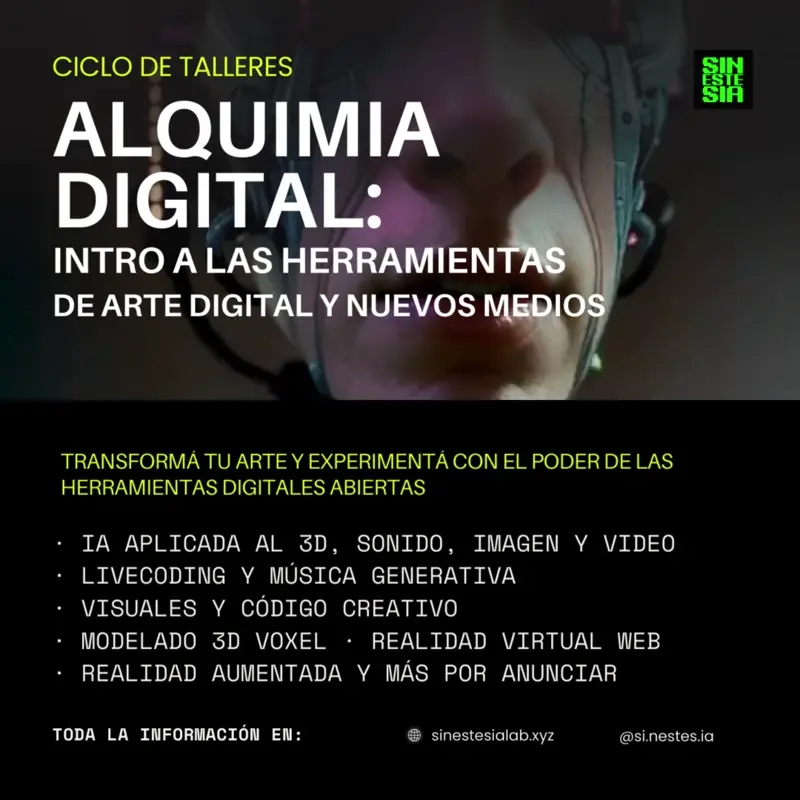 CICLO DE TALLERES
SIN
ESTE
SIA
ALQUIMIA
DIGITAL:
INTRO A LAS HERRAMIENTAS
DE ARTE DIGITAL Y NUEVOS MEDIOS
TRANSFORMÁ TU ARTE Y EXPERIMENTÁ CON EL PODER DE LAS
HERRAMIENTAS DIGITALES ABIERTAS
· IA APLICADA AL 3D, SONIDO, IMAGEN Y VIDEO
· LIVECODING Y MÚSICA GENERATIVA
· VISUALES Y CÓDIGO CREATIVO
· MODELADO 3D VOXEL · REALIDAD VIRTUAL WEB
· REALIDAD AUMENTADA Y MÁS POR ANUNCIAR
TODA LA INFORMACIÓN EN: sinestesialab.xyz @si.nestes.ia